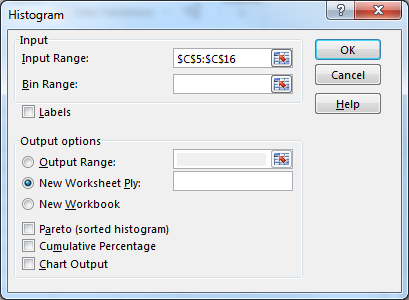 Histogram
?
Input
Input Range:
$C$5:$C$16
OK
Bin Range:
Cancel
Labels
Help
Output options
Output Range:
New Worksheet Ply:
New Workbook
Pareto (sorted histogram)
Cumulative Percentage
Chart Output